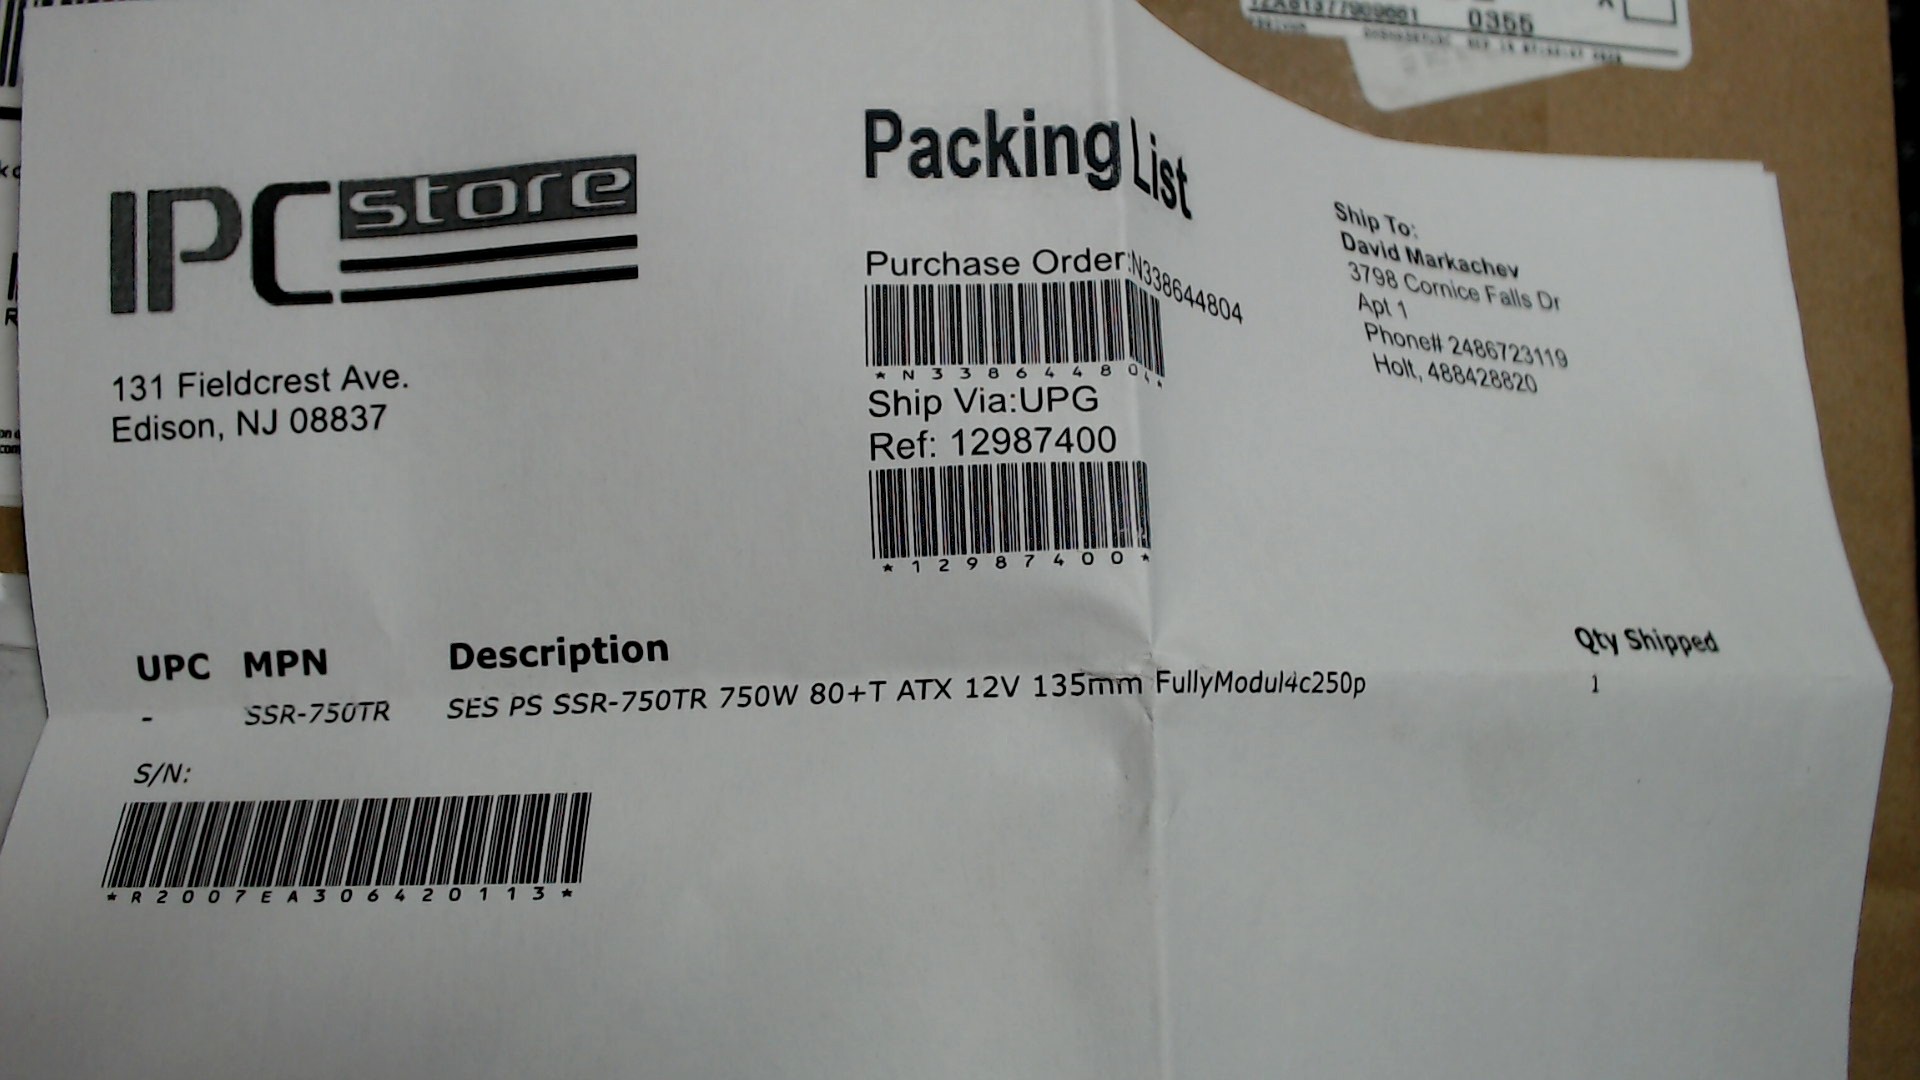 0355
Packing List
IPC store
131 Fieldcrest Ave.
Edison, NJ 08837
Purchase Order:N338644804
*N338644804*
Ship Via:UPG
Ref: 12987400
*12987400*
Ship To:
David Markachev
3798 Cornice Falls Dr
Apt 1
Phone# 2486723119
Holt, 488428820
UPC MPN Description Qty Shipped
- SSR-750TR SES PS SSR-750TR 750W 80+T ATX 12V 135mm FullyModul4c250p 1
S/N:
*R2007EA306420113*